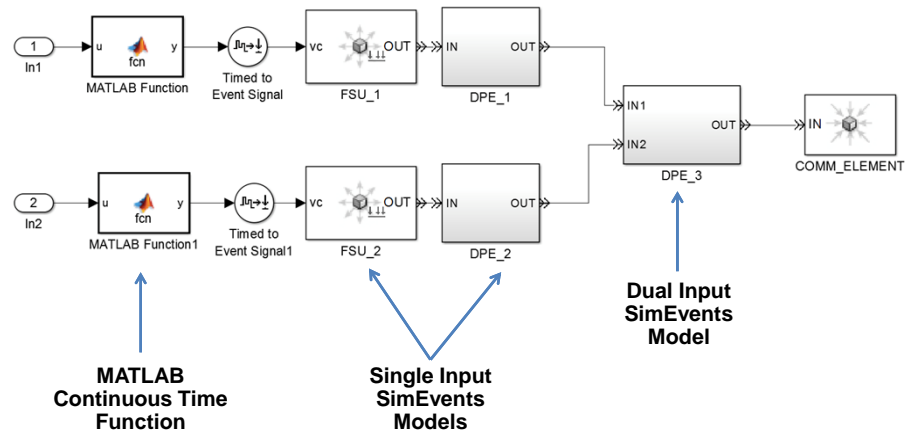 1
In1
u
fcn
y
MATLAB Function
Timed to
Event Signal
vc
OUT
FSU_1
IN
OUT
DPE_1
IN1
IN2
OUT
DPE_3
IN
COMM_ELEMENT
2
In2
u
fcn
y
MATLAB Function1
Timed to
Event Signal1
vc
OUT
FSU_2
IN
OUT
DPE_2
MATLAB
Continuous Time
Function
Single Input
SimEvents
Models
Dual Input
SimEvents
Model